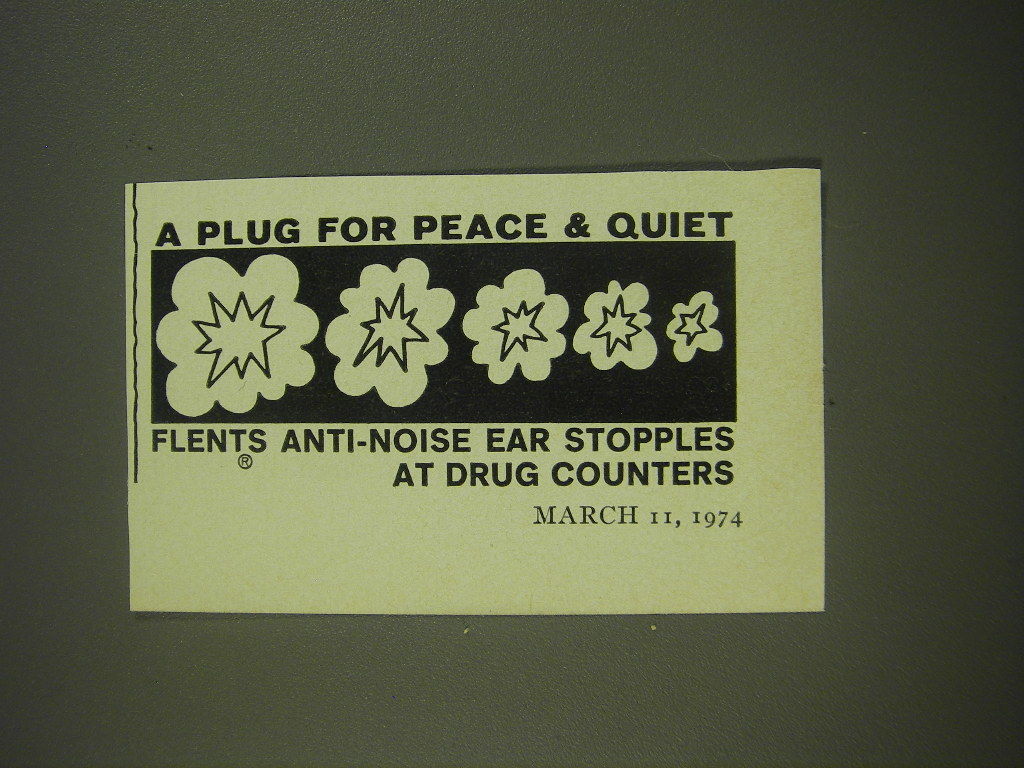 A PLUG FOR PEACE & QUIET
FLENTS ANTI-NOISE EAR STOPPLES
®
AT DRUG COUNTERS
MARCH 11, 1974